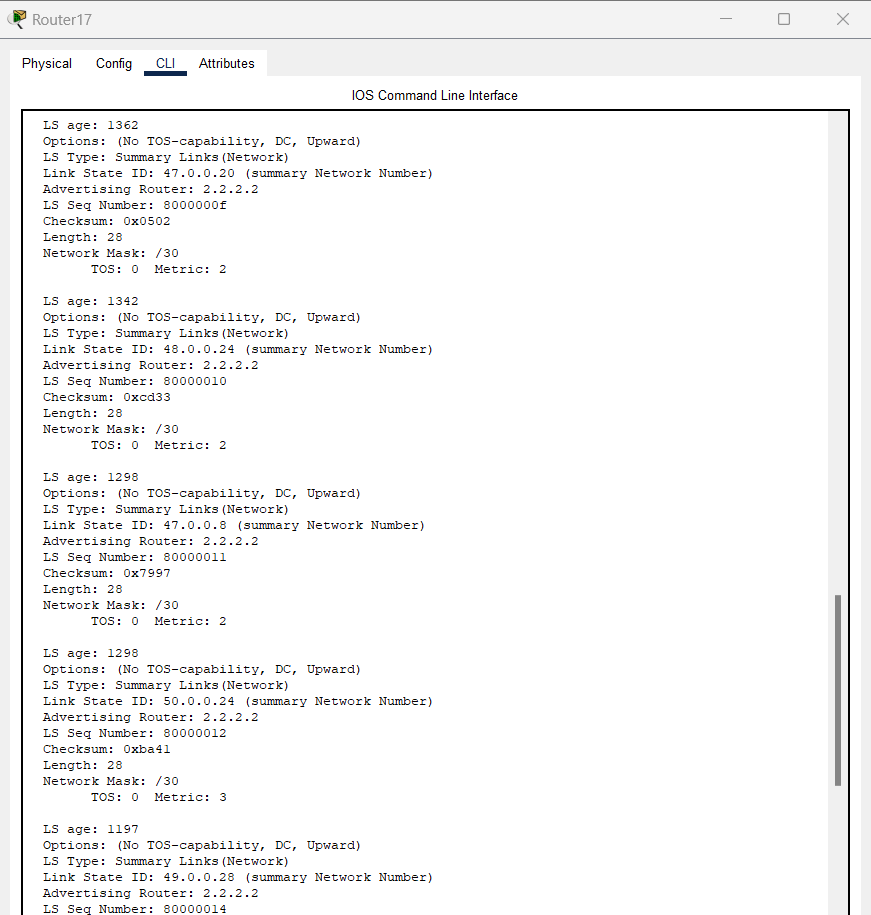 Router17
Physical Config CLI Attributes
IOS Command Line Interface
LS age: 1362
Options: (No TOS-capability, DC, Upward)
LS Type: Summary Links(Network)
Link State ID: 47.0.0.20 (summary Network Number)
Advertising Router: 2.2.2.2
LS Seq Number: 8000000f
Checksum: 0x0502
Length: 28
Network Mask: /30
TOS: 0 Metric: 2
LS age: 1342
Options: (No TOS-capability, DC, Upward)
LS Type: Summary Links(Network)
Link State ID: 48.0.0.24 (summary Network Number)
Advertising Router: 2.2.2.2
LS Seq Number: 80000010
Checksum: 0xcd33
Length: 28
Network Mask: /30
TOS: 0 Metric: 2
LS age: 1298
Options: (No TOS-capability, DC, Upward)
LS Type: Summary Links(Network)
Link State ID: 47.0.0.8 (summary Network Number)
Advertising Router: 2.2.2.2
LS Seq Number: 80000011
Checksum: 0x7997
Length: 28
Network Mask: /30
TOS: 0 Metric: 2
LS age: 1298
Options: (No TOS-capability, DC, Upward)
LS Type: Summary Links(Network)
Link State ID: 50.0.0.24 (summary Network Number)
Advertising Router: 2.2.2.2
LS Seq Number: 80000012
Checksum: 0xba41
Length: 28
Network Mask: /30
TOS: 0 Metric: 3
LS age: 1197
Options: (No TOS-capability, DC, Upward)
LS Type: Summary Links(Network)
Link State ID: 49.0.0.28 (summary Network Number)
Advertising Router: 2.2.2.2
LS Seq Number: 80000014